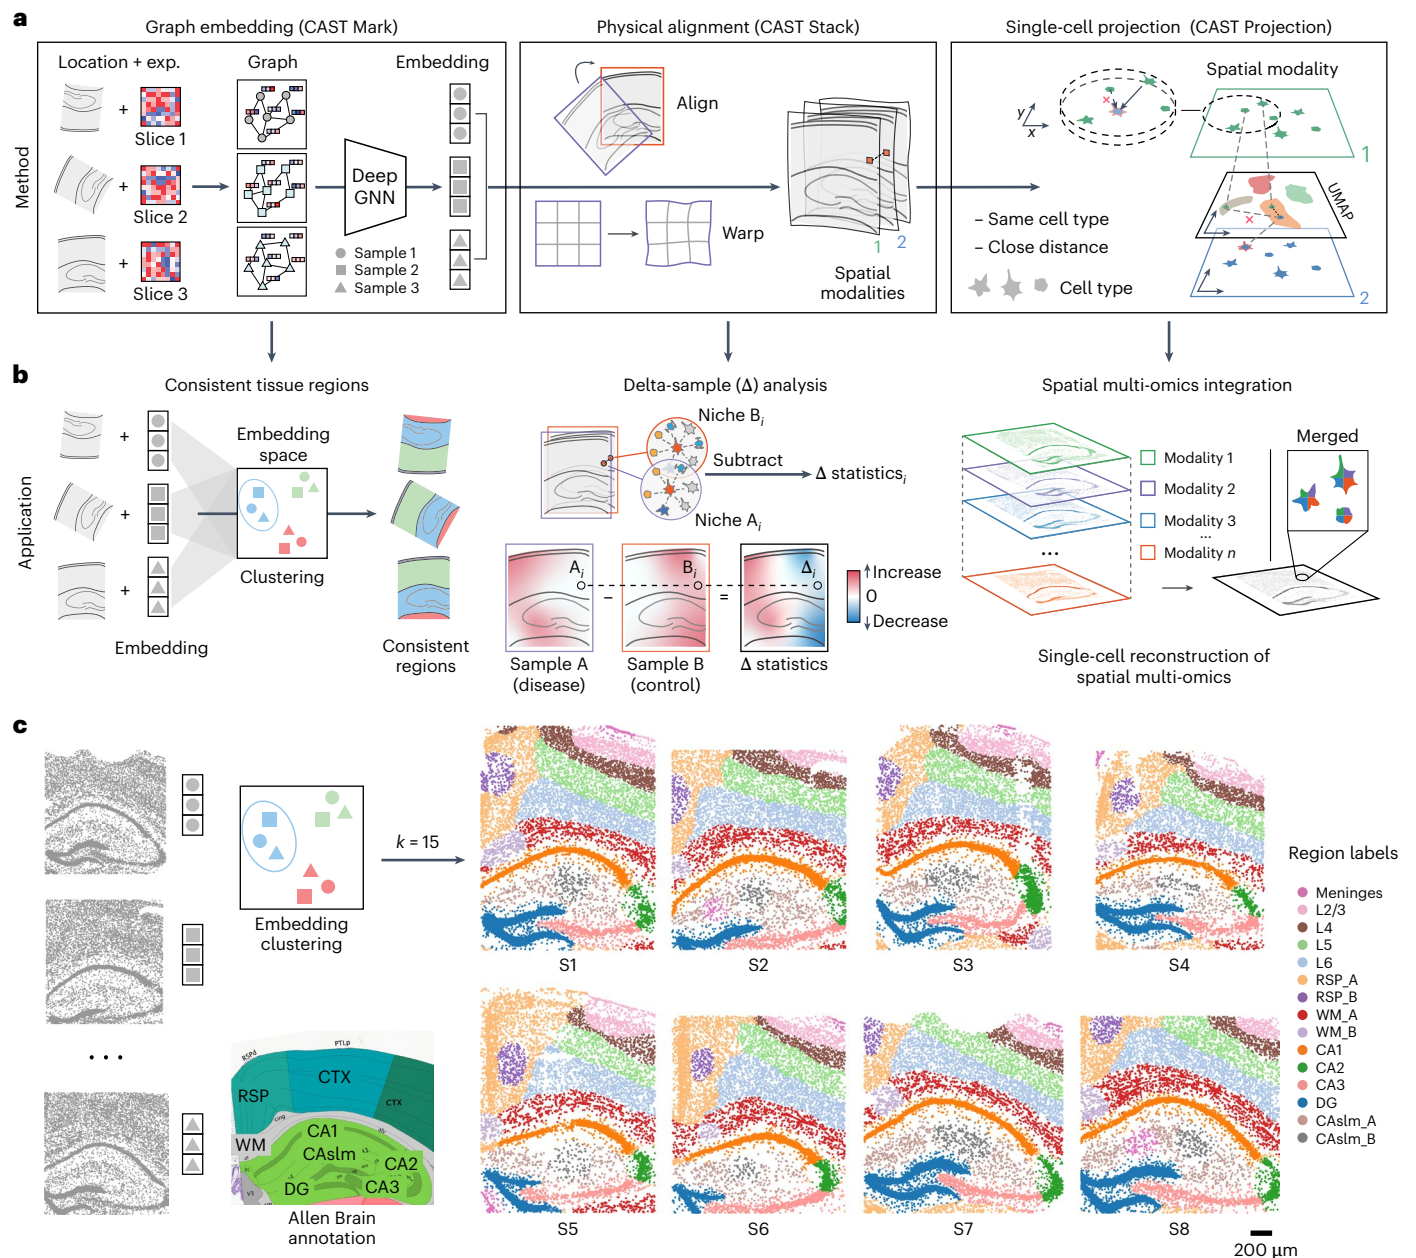 a
Graph embedding (CAST Mark)
Physical alignment (CAST Stack)
Single-cell projection (CAST Projection)
Method
Location + exp.
Graph
Embedding
+
Slice 1
+
Slice 2
+
Slice 3
Deep
GNN
Sample 1
Sample 2
Sample 3
Align
Warp
1
2
Spatial
modalities
Spatial modality
y
x
1
UMAP
– Same cell type
– Close distance
Cell type
2
b
Application
Consistent tissue regions
Delta-sample (Δ) analysis
Spatial multi-omics integration
+
+
+
Embedding
space
Clustering
Embedding
Consistent
regions
Niche Bi
Subtract
Δ statisticsi
Niche Ai
Ai
–
Bi
=
Δi
Increase
0
Decrease
Sample A
(disease)
Sample B
(control)
Δ statistics
Modality 1
Modality 2
Modality 3
...
Modality n
...
Merged
Single-cell reconstruction of
spatial multi-omics
c
Embedding
clustering
k = 15
...
RSPd
PTLp
RSP
CTX
CTX
cing
alv
WM
CA1
CAslm
CA2
DG
CA3
V3
Allen Brain
annotation
S1
S2
S3
S4
S5
S6
S7
S8
Region labels
Meninges
L2/3
L4
L5
L6
RSP_A
RSP_B
WM_A
WM_B
CA1
CA2
CA3
DG
CAslm_A
CAslm_B
200 µm